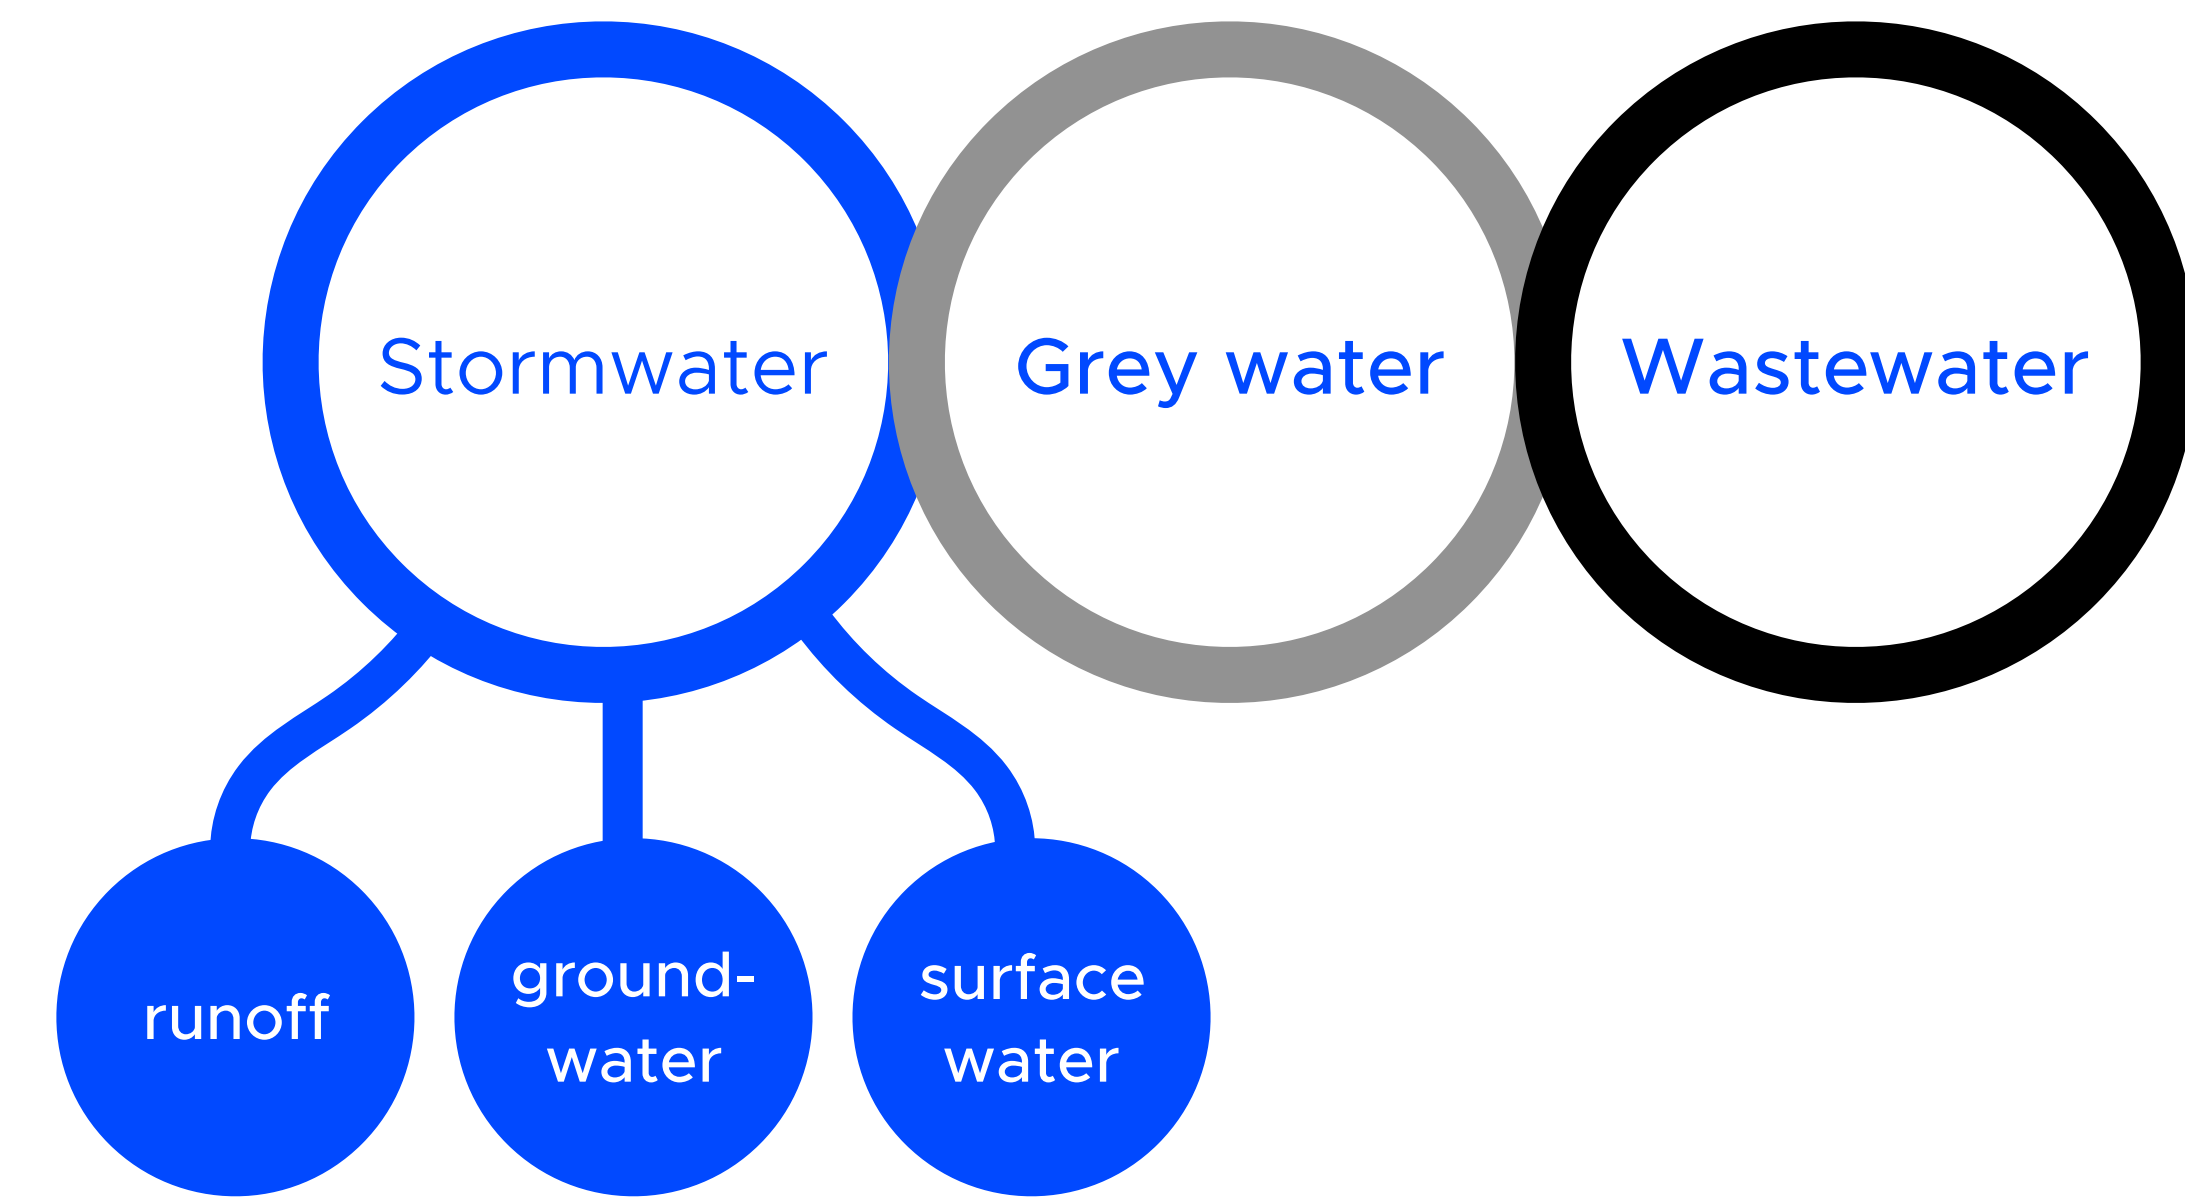 Stormwater
Grey water
Wastewater
runoff
ground-
water
surface
water